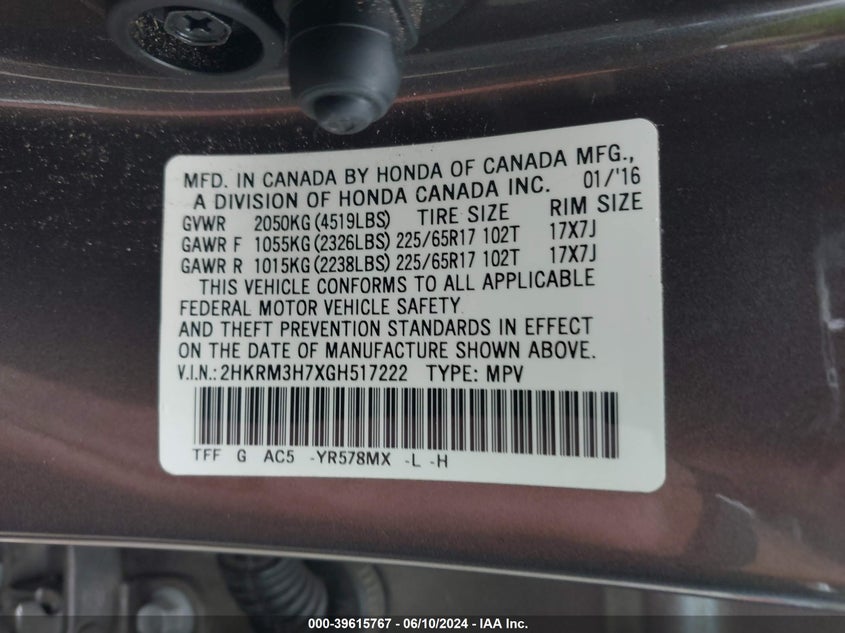 MFD. IN CANADA BY HONDA OF CANADA MFG.,
A DIVISION OF HONDA CANADA INC. 01/'16
GVWR 2050KG(4519LBS) TIRE SIZE RIM SIZE
GAWR F 1055KG(2326LBS) 225/65R17 102T 17X7J
GAWR R 1015KG(2238LBS) 225/65R17 102T 17X7J
THIS VEHICLE CONFORMS TO ALL APPLICABLE
FEDERAL MOTOR VEHICLE SAFETY
AND THEFT PREVENTION STANDARDS IN EFFECT
ON THE DATE OF MANUFACTURE SHOWN ABOVE.
V.I.N.: 2HKRM3H7XGH517222 TYPE: MPV
TFF G AC5 -YR578MX -L -H
000-39615767 - 06/10/2024 - IAA Inc.